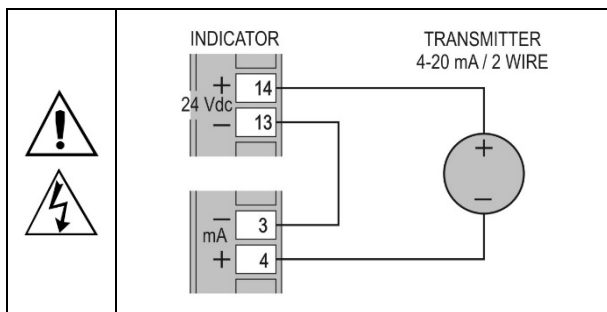 INDICATOR
TRANSMITTER
4-20 mA / 2 WIRE
+ 14
24 Vdc
− 13
+
−
− 3
mA
+ 4